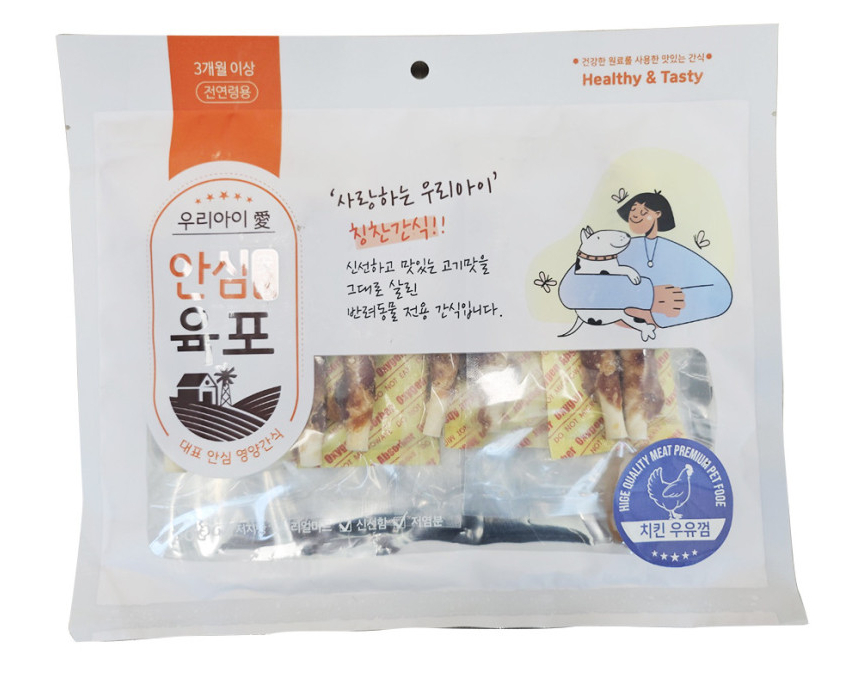 3개월 이상
전연령용
건강한 원료를 사용한 맛있는 간식
Healthy & Tasty
우리아이 愛
안심
육포
대표 안심 영양간식
'사랑하는 우리아이'
칭찬간식!!
신선하고 맛있는 고기맛을
그대로 살린
반려동물 전용 간식입니다.
신선함 저염분
HIGE QUALITY MEAT PREMIUM PET FOOE
치킨 우유껌